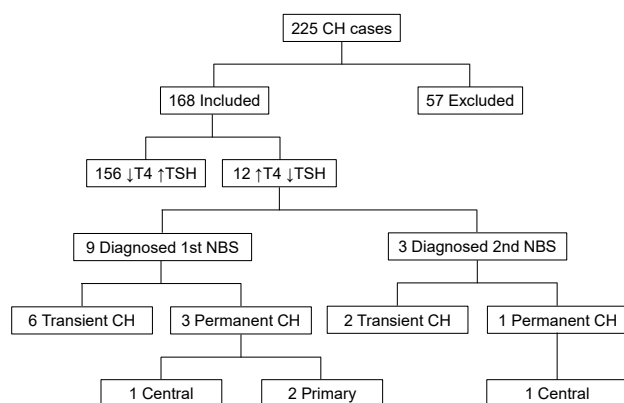 225 CH cases
168 Included
57 Excluded
156 ↓T4 ↑TSH
12 ↑T4 ↓TSH
9 Diagnosed 1st NBS
3 Diagnosed 2nd NBS
6 Transient CH
3 Permanent CH
2 Transient CH
1 Permanent CH
1 Central
2 Primary
1 Central